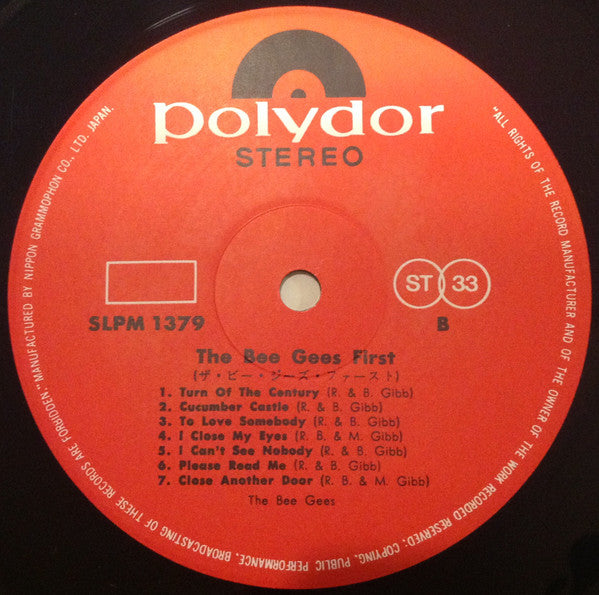 polydor
STEREO
ST 33
SLPM 1379
B
The Bee Gees First
(ザ・ビー・ジーズ・ファースト)
1. Turn Of The Century (R. & B. Gibb)
2. Cucumber Castle (R. & B. Gibb)
3. To Love Somebody (R. & B. Gibb)
4. I Close My Eyes (R. B. & M. Gibb)
5. I Can't See Nobody (R. & B. Gibb)
6. Please Read Me (R. & B. Gibb)
7. Close Another Door (R. B. & M. Gibb)
The Bee Gees
"ALL RIGHTS OF THE RECORD MANUFACTURER AND OF THE OWNER OF THE WORK RECORDED RESERVED; COPYING, PUBLIC PERFORMANCE, BROADCASTING OF THESE RECORDS ARE FORBIDDEN." MANUFACTURED BY NIPPON GRAMMOPHON CO., LTD. JAPAN.